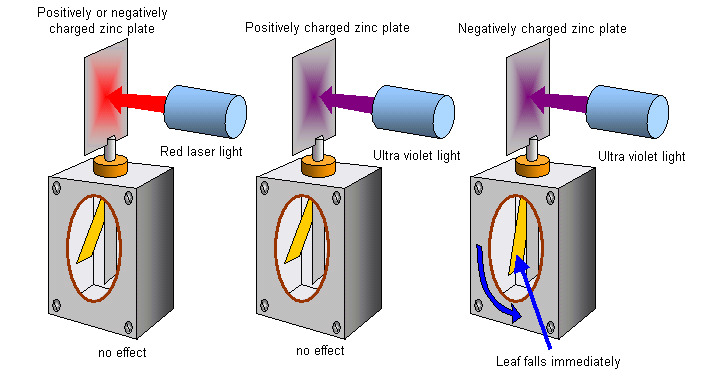 Positively or negatively
charged zinc plate
Red laser light
no effect
Positively charged zinc plate
Ultra violet light
no effect
Negatively charged zinc plate
Ultra violet light
Leaf falls immediately